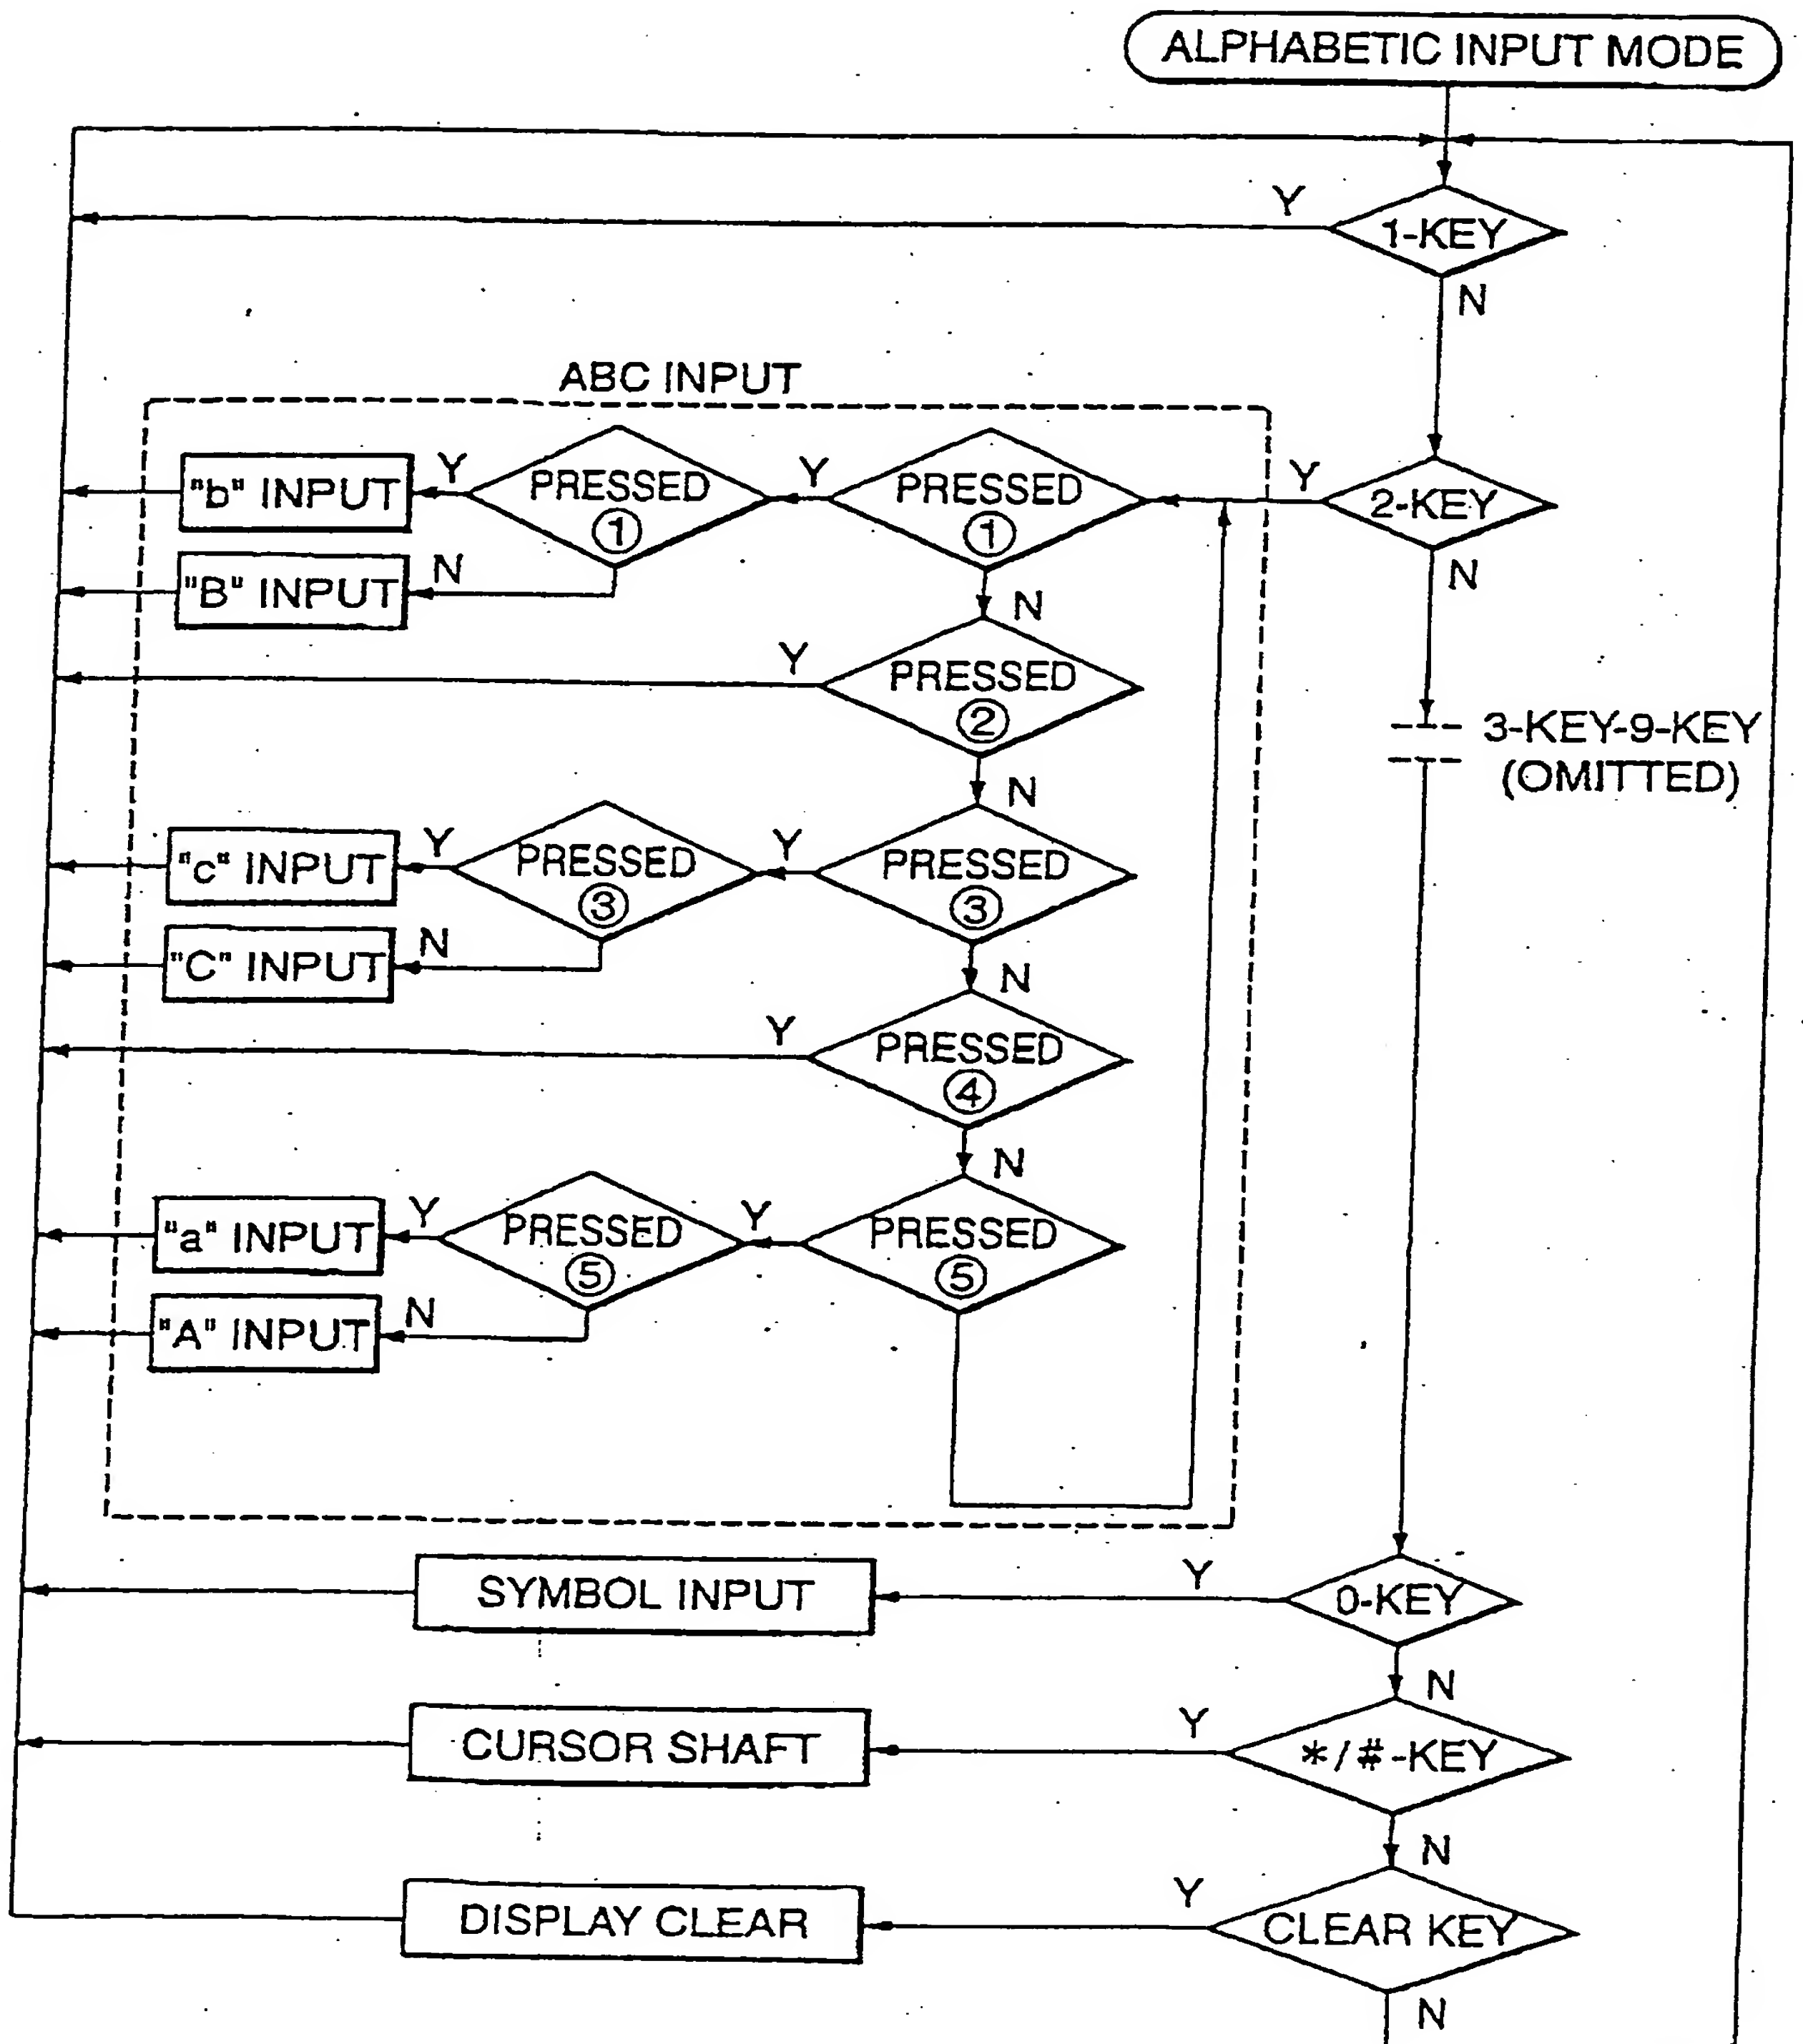 ALPHABETIC INPUT MODE
Y
1-KEY
N
ABC INPUT
"b" INPUT
Y
PRESSED
①
Y
PRESSED
①
Y
2-KEY
"B" INPUT
N
N
N
Y
PRESSED
②
3-KEY-9-KEY
(OMITTED)
N
"c" INPUT
Y
PRESSED
③
Y
PRESSED
③
"C" INPUT
N
N
Y
PRESSED
④
N
"a" INPUT
Y
PRESSED
⑤
Y
PRESSED
⑤
"A" INPUT
N
SYMBOL INPUT
Y
0-KEY
N
CURSOR SHAFT
Y
*/#-KEY
N
DISPLAY CLEAR
Y
CLEAR KEY
N